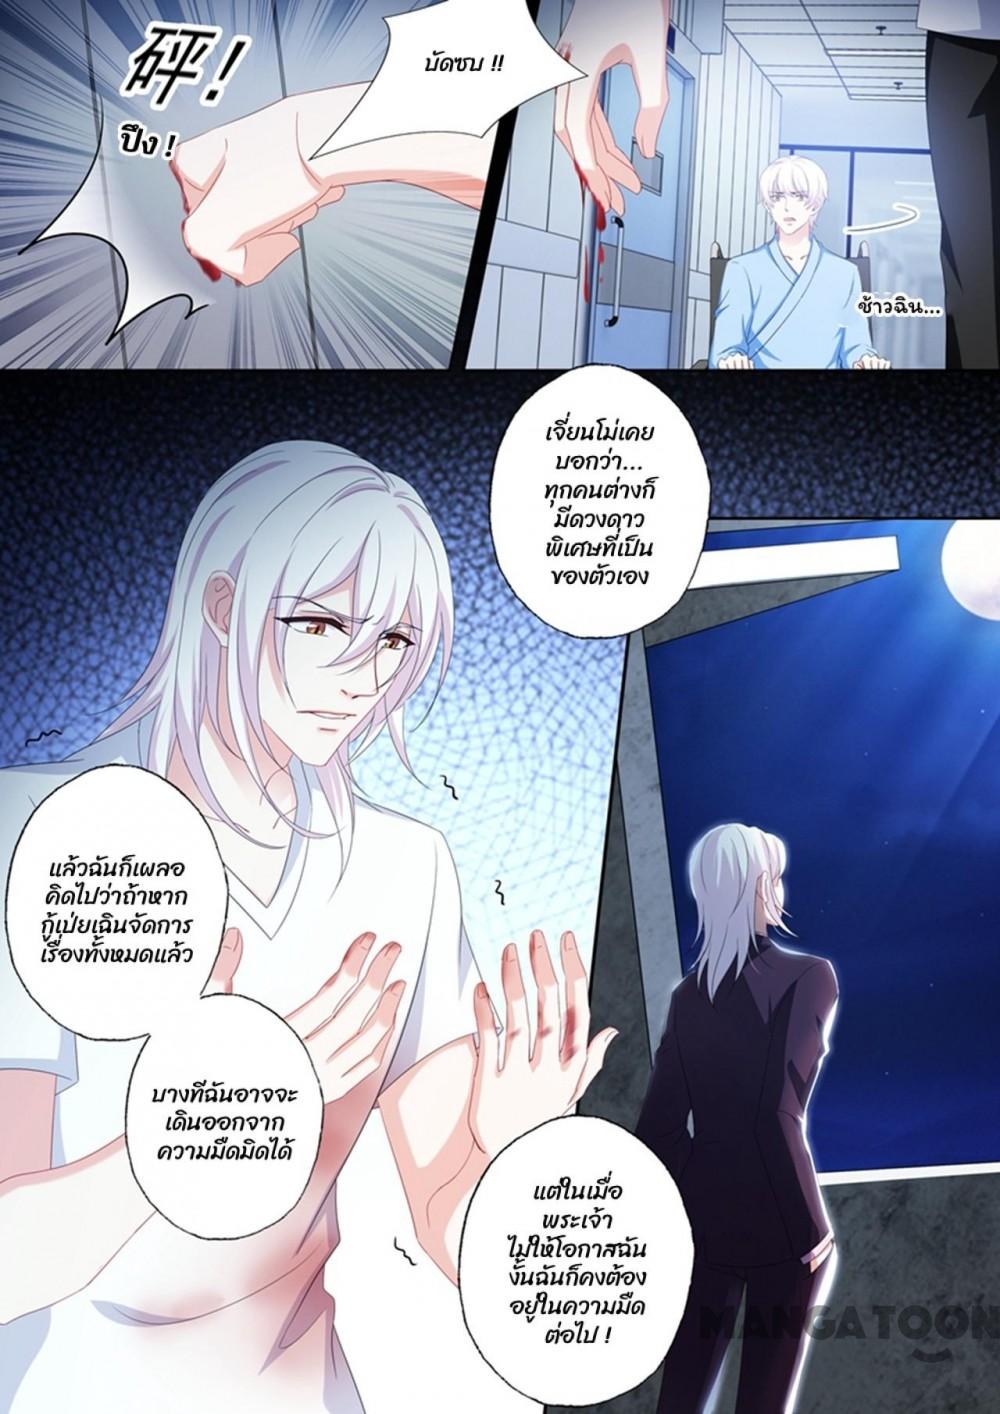 砰!
ปึง !
บัดซบ !!
ช้าวฉิน...
เจี่ยนโม่เคย
บอกว่า...
ทุกคนต่างก็
มีดวงดาว
พิเศษที่เป็น
ของตัวเอง
แล้วฉันก็เผลอ
คิดไปว่าถ้าหาก
กู้เป่ยเฉินจัดการ
เรื่องทั้งหมดแล้ว
บางทีฉันอาจจะ
เดินออกจาก
ความมืดมิดได้
แต่ในเมื่อ
พระเจ้า
ไม่ให้โอกาสฉัน
งั้นฉันก็คงต้อง
อยู่ในความมืด
ต่อไป !
MANGATOON